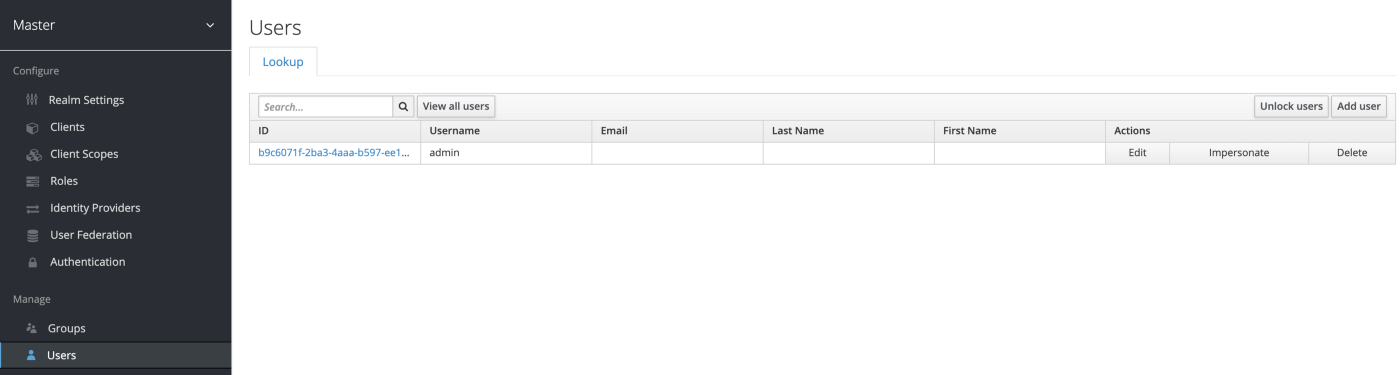 Master
Configure
Realm Settings
Clients
Client Scopes
Roles
Identity Providers
User Federation
Authentication
Manage
Groups
Users
Users
Lookup
Search... View all users Unlock users Add user
ID Username Email Last Name First Name Actions
b9c6071f-2ba3-4aaa-b597-ee1... admin Edit Impersonate Delete